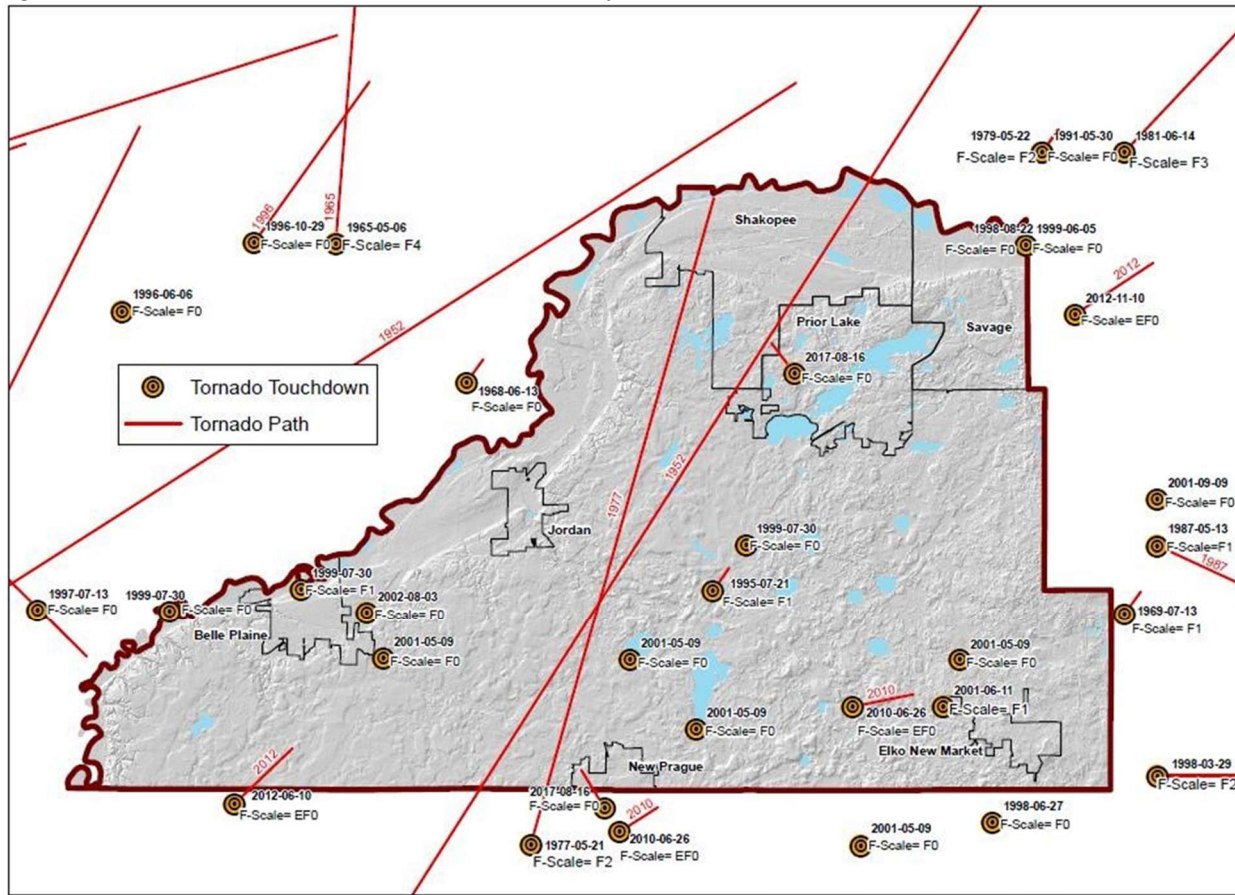 1979-05-22
1991-05-30
1981-06-14
F-Scale= F2
F-Scale= F0
F-Scale= F3
1996
1965
1996-10-29
1965-05-06
F-Scale= F0
F-Scale= F4
Shakopee
1998-08-22
1999-06-05
F-Scale= F0
F-Scale= F0
2012
1996-06-06
F-Scale= F0
2012-11-10
F-Scale= EF0
Prior Lake
Savage
1952
2017-08-16
F-Scale= F0
Tornado Touchdown
Tornado Path
1968-06-13
F-Scale= F0
1952
1977
Jordan
2001-09-09
F-Scale= F0
1999-07-30
F-Scale= F0
1987-05-13
F-Scale= F1
1987
1999-07-30
F-Scale= F1
1995-07-21
F-Scale= F1
1997-07-13
F-Scale= F0
1999-07-30
F-Scale= F0
2002-08-03
F-Scale= F0
1969-07-13
F-Scale= F1
Belle Plaine
2001-05-09
F-Scale= F0
2001-05-09
F-Scale= F0
2001-05-09
F-Scale= F0
2010
2010-06-26
F-Scale= EF0
2001-06-11
F-Scale= F1
2001-05-09
F-Scale= F0
Elko New Market
New Prague
2012
2012-06-10
F-Scale= EF0
2017-08-16
F-Scale= F0
2010
2010-06-26
F-Scale= EF0
1977-05-21
F-Scale= F2
1998-03-29
F-Scale= F2
1998-06-27
F-Scale= F0
2001-05-09
F-Scale= F0